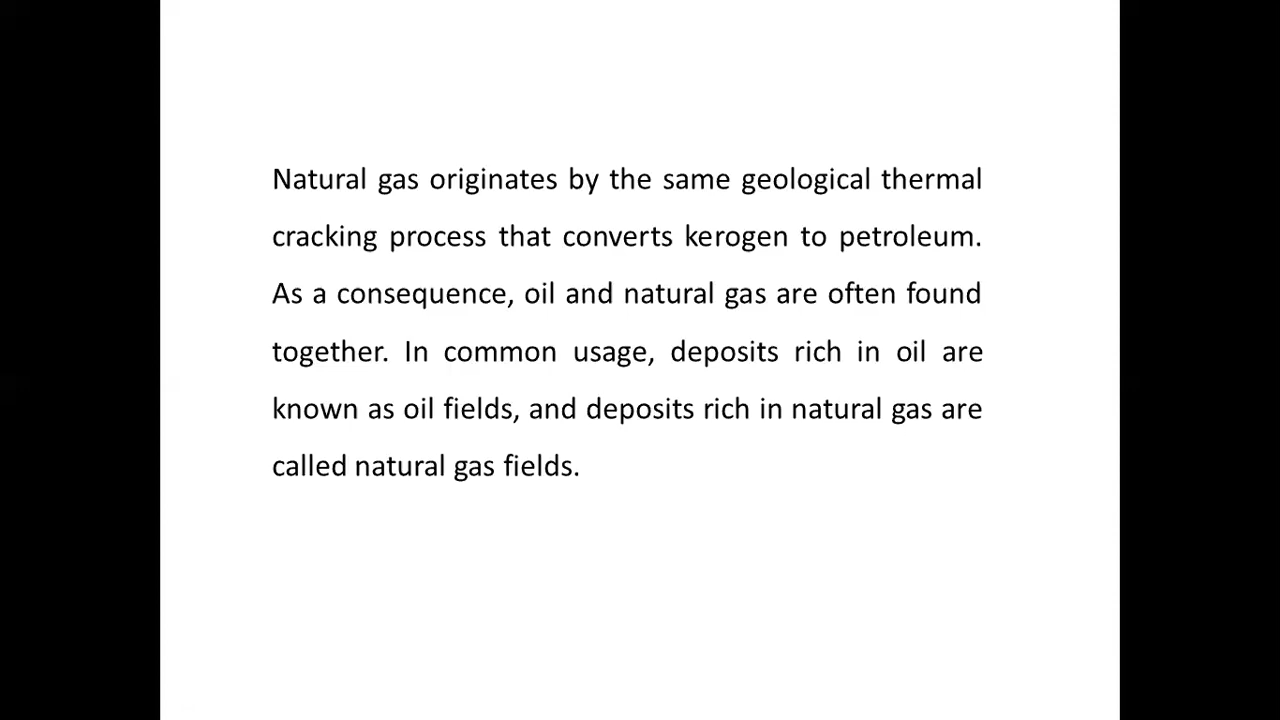 Natural gas originates by the same geological thermal
cracking process that converts kerogen to petroleum.
As a consequence, oil and natural gas are often found
together. In common usage, deposits rich in oil are
known as oil fields, and deposits rich in natural gas are
called natural gas fields.